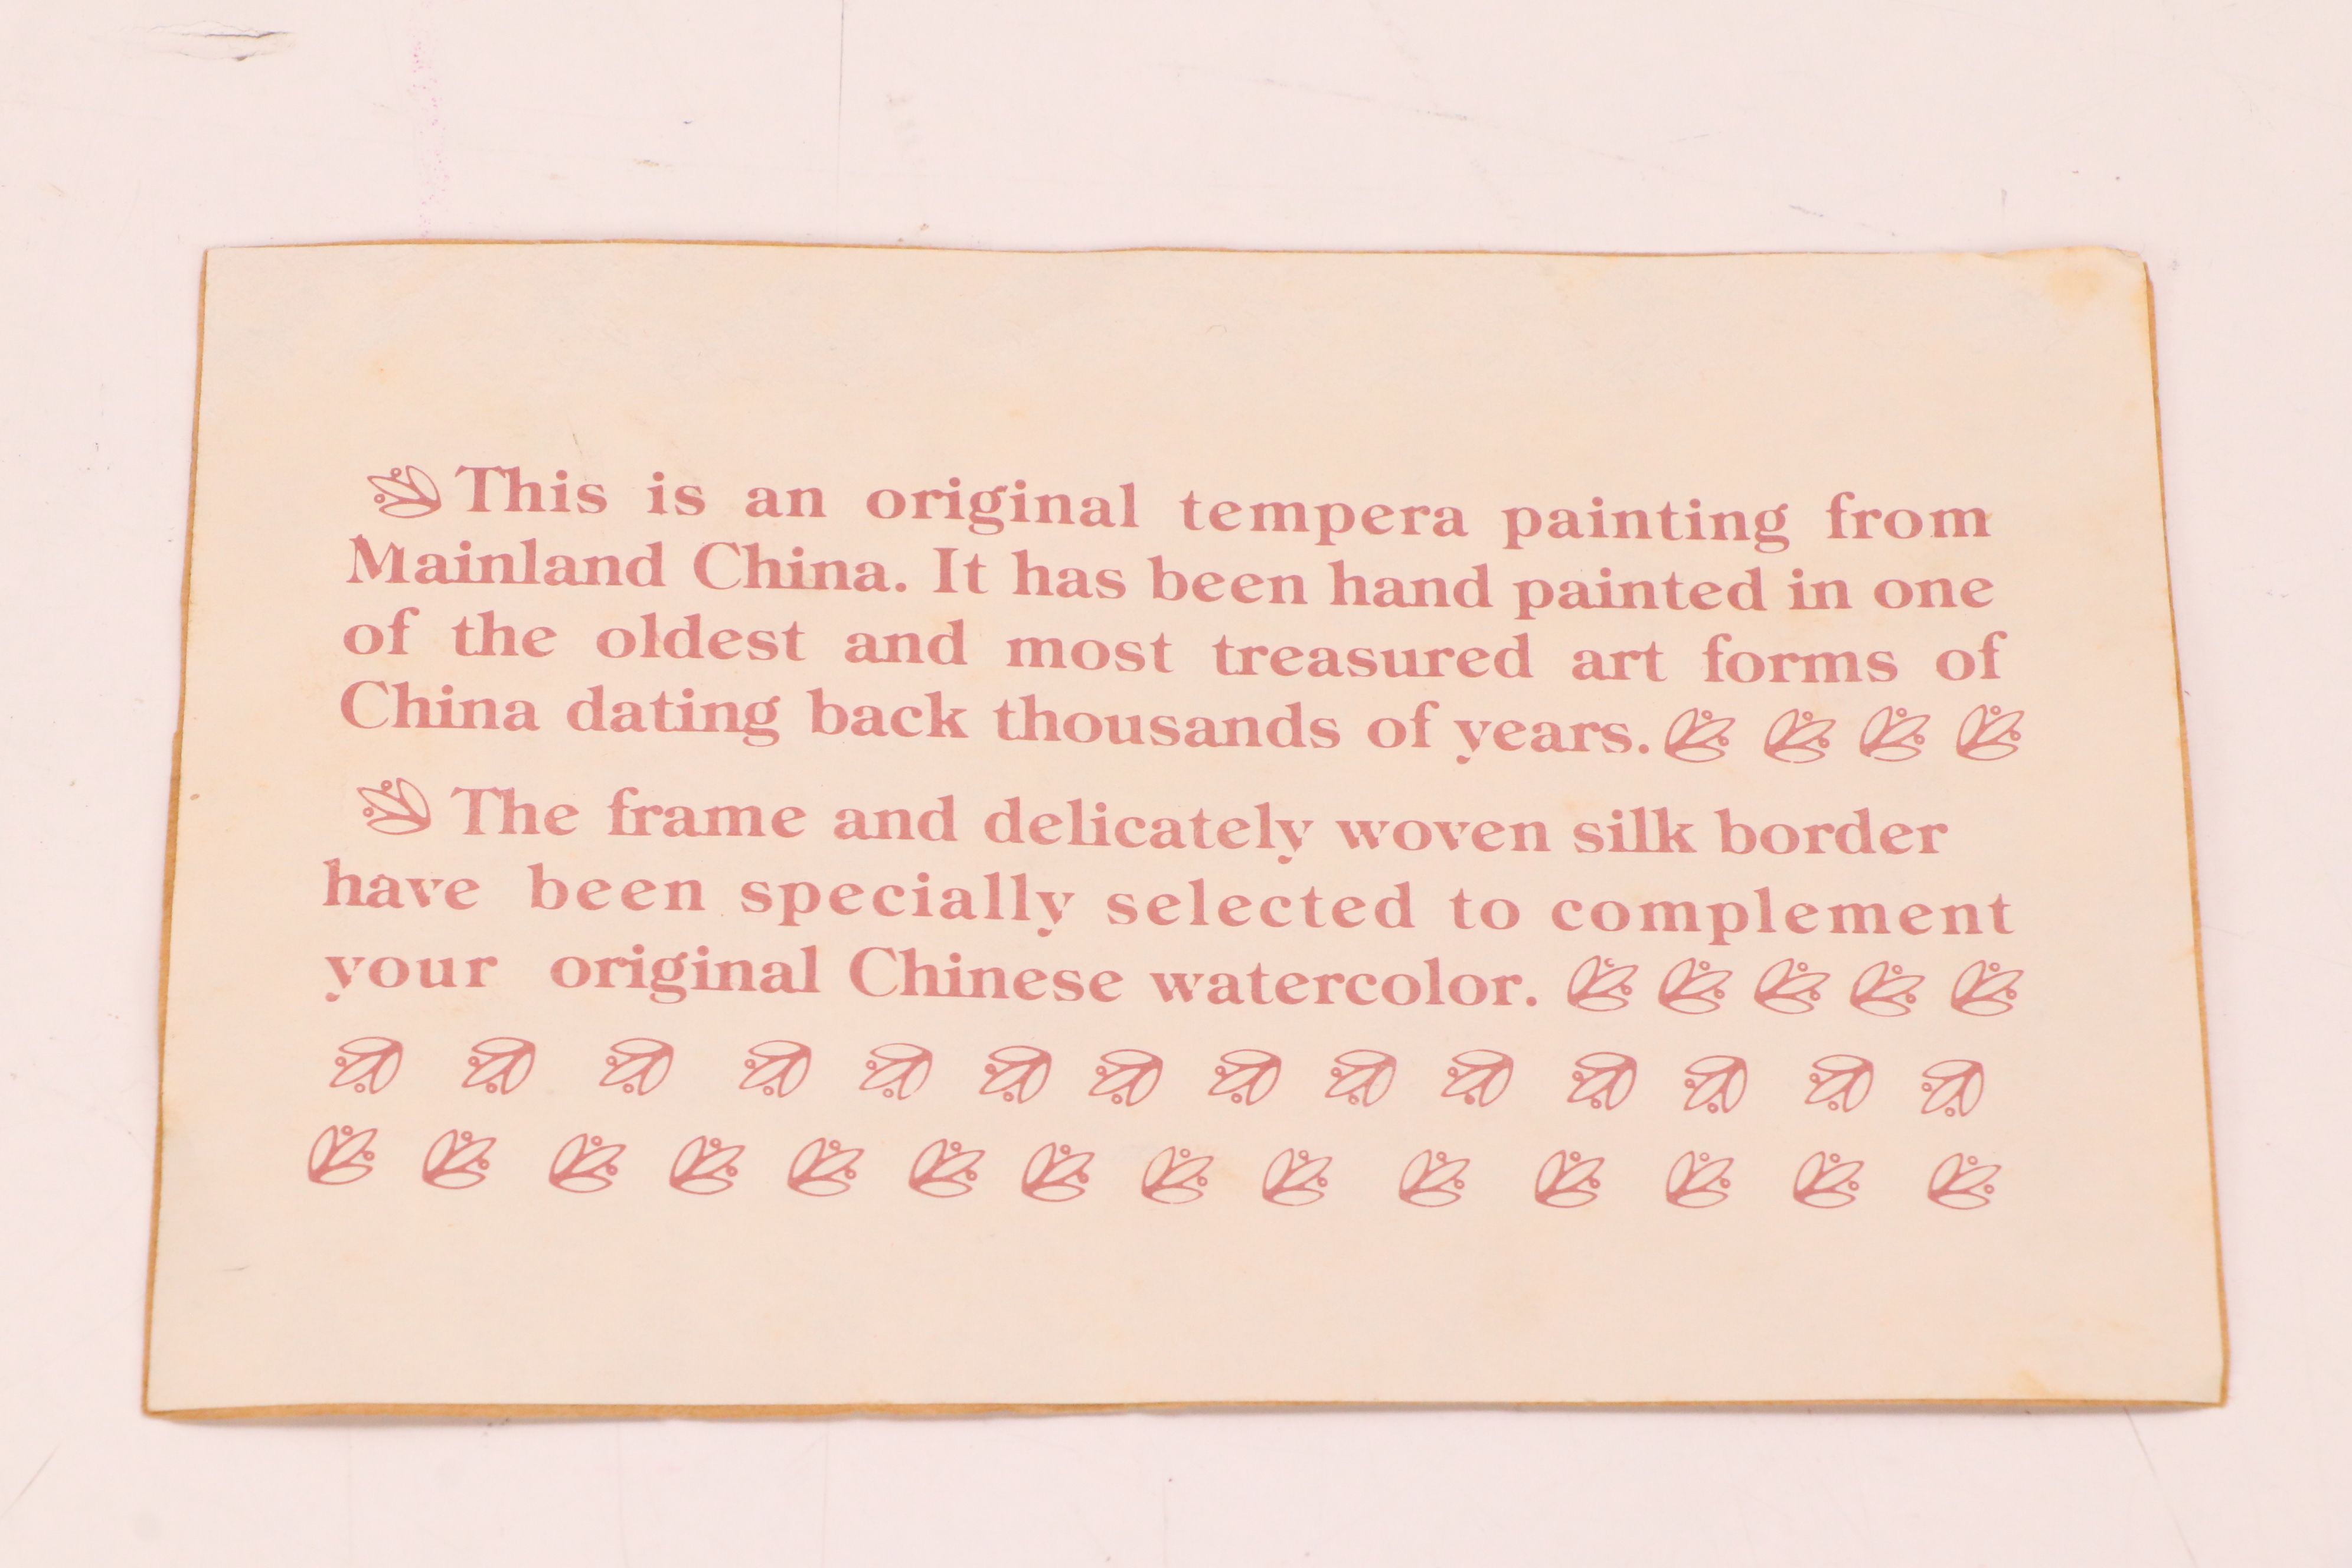 This is an original tempera painting from
Mainland China. It has been hand painted in one
of the oldest and most treasured art forms of
China dating back thousands of years.
The frame and delicately woven silk border
have been specially selected to complement
your original Chinese watercolor.